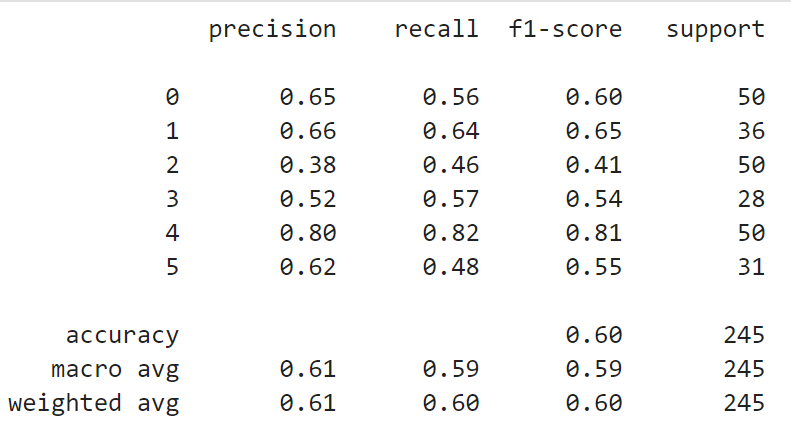 precision recall f1-score support
0 0.65 0.56 0.60 50
1 0.66 0.64 0.65 36
2 0.38 0.46 0.41 50
3 0.52 0.57 0.54 28
4 0.80 0.82 0.81 50
5 0.62 0.48 0.55 31
accuracy 0.60 245
macro avg 0.61 0.59 0.59 245
weighted avg 0.61 0.60 0.60 245